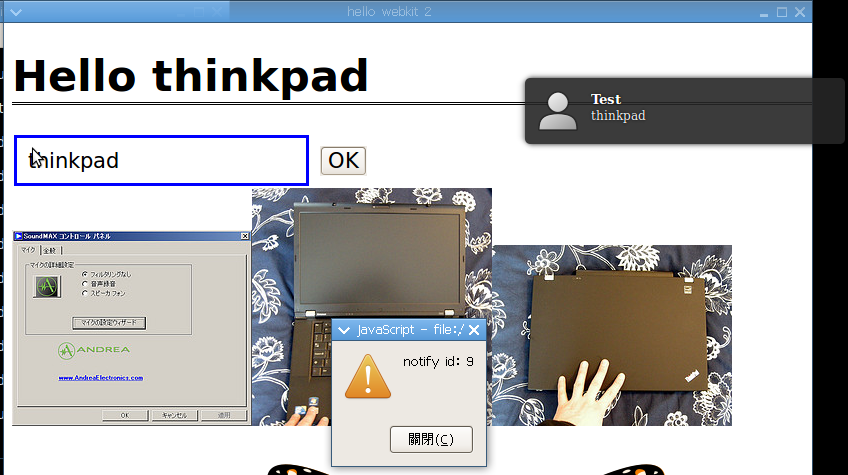 hello webkit 2
Hello thinkpad
Test
thinkpad
thinkpad
OK
SoundMAX コントロール パネル
マイク 全般
マイクの詳細設定
フィルタリングなし
音声録音
スピーカフォン
マイクの設定ウィザード
ANDREA
www.AndreaElectronics.com
OK キャンセル 適用
JavaScript - file:/
notify id: 9
關閉(C)
ThinkPad